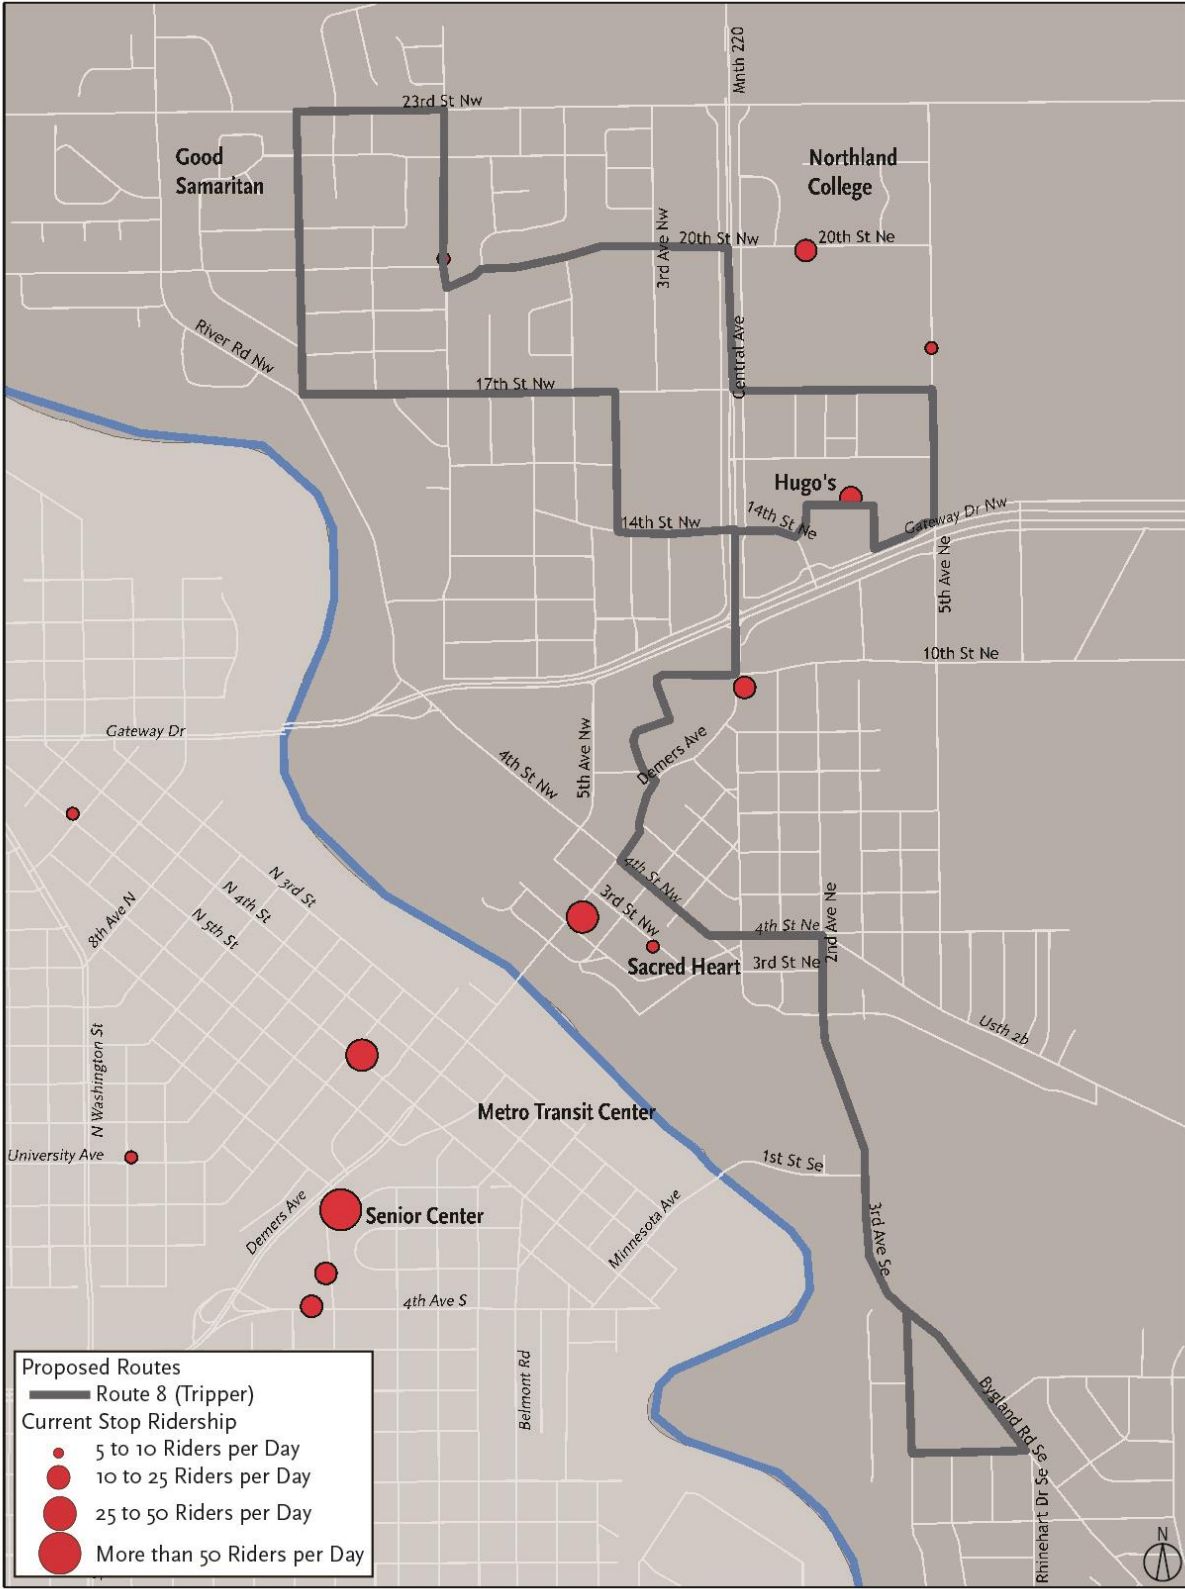 Mnth 220
23rd St Nw
Good
Samaritan
Northland
College
3rd Ave Nw
20th St Nw
20th St Ne
River Rd Nw
Central Ave
17th St Nw
Hugo's
14th St Nw
14th St Ne
Gateway Dr Nw
5th Ave Ne
10th St Ne
Gateway Dr
5th Ave Nw
Demers Ave
4th St Nw
4th St Nw
N 3rd St
N 4th St
N 5th St
8th Ave N
3rd St Nw
2nd Ave Ne
4th St Ne
Sacred Heart
3rd St Ne
Usth 2b
N Washington St
Metro Transit Center
University Ave
1st St Se
Demers Ave
Senior Center
Minnesota Ave
3rd Ave Se
4th Ave S
Belmont Rd
Bygland Rd Se
Rhinehart Dr Se
Proposed Routes
Route 8 (Tripper)
Current Stop Ridership
5 to 10 Riders per Day
10 to 25 Riders per Day
25 to 50 Riders per Day
More than 50 Riders per Day
N